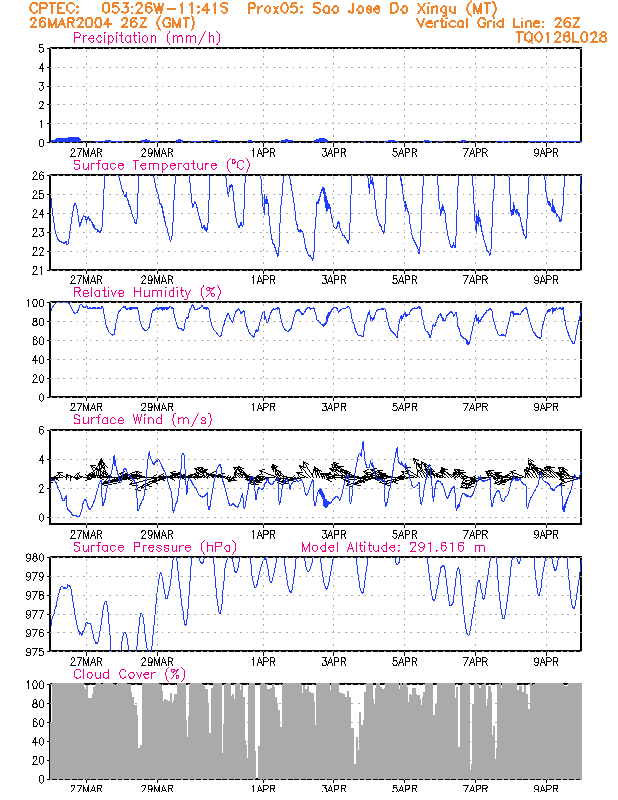 CPTEC: 053:26W-11:41S Prox05: Sao Jose Do Xingu (MT)
26MAR2004 26Z (GMT) Vertical Grid Line: 26Z
Precipitation (mm/h) TQ0126L028
5
4
3
2
1
0
27MAR 29MAR 1APR 3APR 5APR 7APR 9APR
Surface Temperature (°C)
26
25
24
23
22
21
27MAR 29MAR 1APR 3APR 5APR 7APR 9APR
Relative Humidity (%)
100
80
60
40
20
0
27MAR 29MAR 1APR 3APR 5APR 7APR 9APR
Surface Wind (m/s)
6
4
2
0
27MAR 29MAR 1APR 3APR 5APR 7APR 9APR
Surface Pressure (hPa) Model Altitude: 291.616 m
980
979
978
977
976
975
27MAR 29MAR 1APR 3APR 5APR 7APR 9APR
Cloud Cover (%)
100
80
60
40
20
0
27MAR 29MAR 1APR 3APR 5APR 7APR 9APR